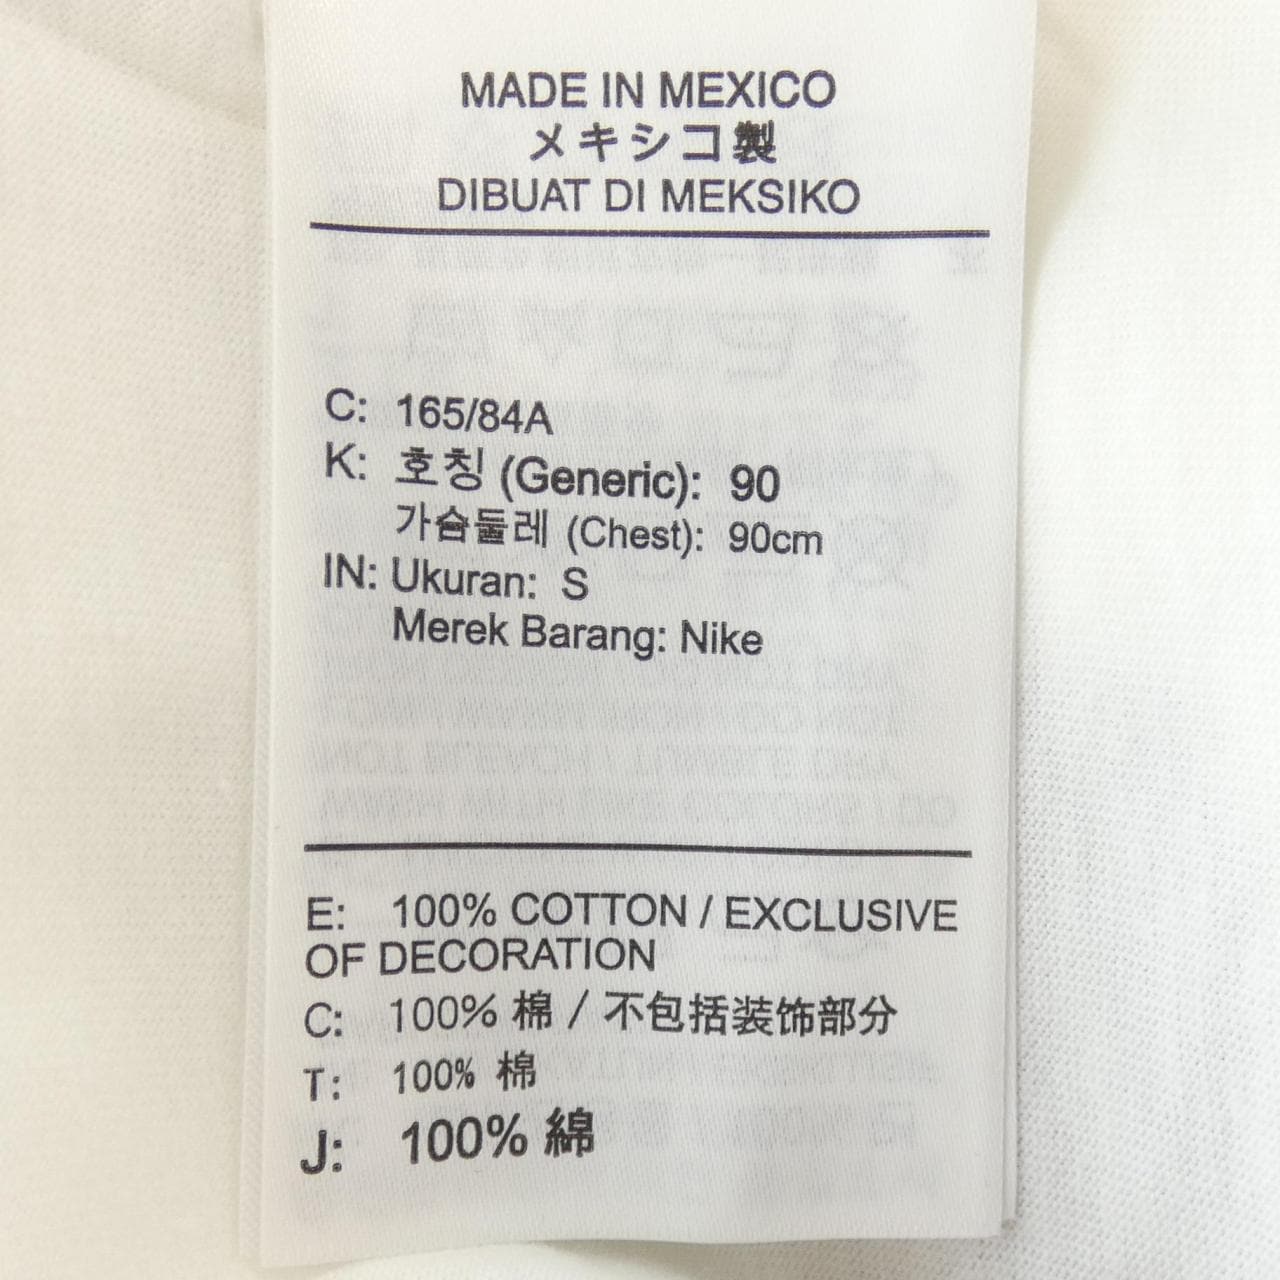 MADE IN MEXICO
メキシコ製
DIBUAT DI MEKSIKO
C: 165/84A
K: 호칭 (Generic): 90
가슴둘레 (Chest): 90cm
IN: Ukuran: S
Merek Barang: Nike
E: 100% COTTON / EXCLUSIVE
OF DECORATION
C: 100% 棉 / 不包括装饰部分
T: 100% 棉
J: 100% 綿